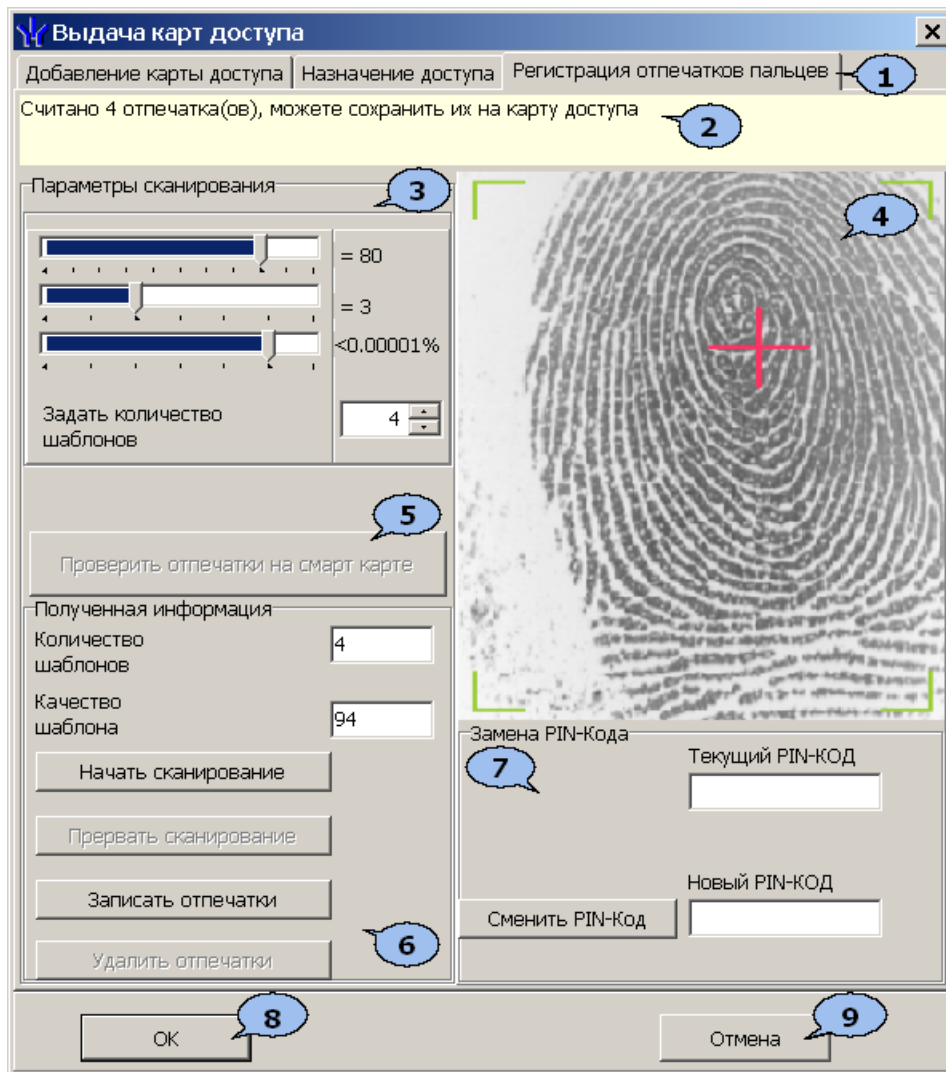 Выдача карт доступа
Добавление карты доступа Назначение доступа Регистрация отпечатков пальцев 1
Считано 4 отпечатка(ов), можете сохранить их на карту доступа 2
Параметры сканирования 3
4
= 80
= 3
<0.00001%
Задать количество
шаблонов
4
5
Проверить отпечатки на смарт карте
Полученная информация
Количество
шаблонов
4
Качество
шаблона
94
Начать сканирование
Прервать сканирование
Записать отпечатки
6
Удалить отпечатки
Замена PIN-Кода
7
Текущий PIN-КОД
Новый PIN-КОД
Сменить PIN-Код
OK 8
Отмена 9